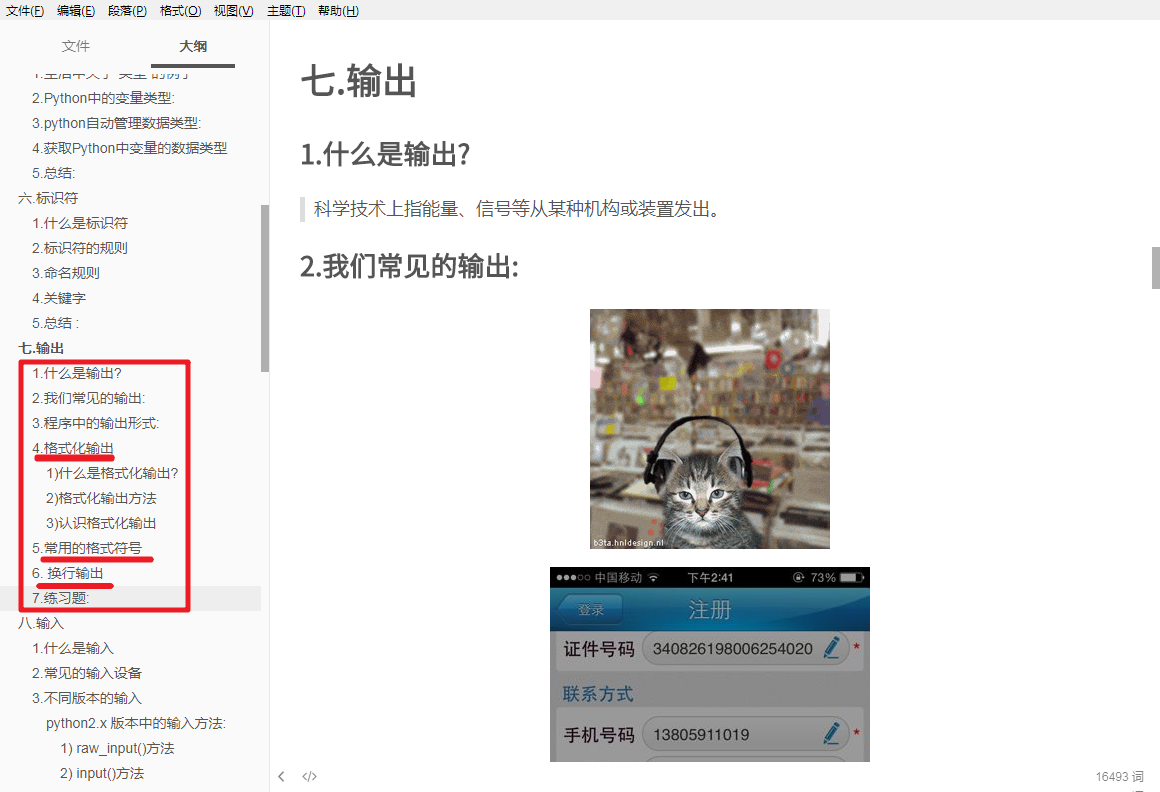 文件(F) 编辑(E) 段落(P) 格式(O) 视图(V) 主题(T) 帮助(H)
文件 大纲
2.Python中的变量类型:
3.python自动管理数据类型:
4.获取Python中变量的数据类型
5.总结:
六.标识符
1.什么是标识符
2.标识符的规则
3.命名规则
4.关键字
5.总结 :
七.输出
1.什么是输出?
2.我们常见的输出:
3.程序中的输出形式:
4.格式化输出
1)什么是格式化输出?
2)格式化输出方法
3)认识格式化输出
5.常用的格式符号
6. 换行输出
7.练习题:
八.输入
1.什么是输入
2.常见的输入设备
3.不同版本的输入
python2.x 版本中的输入方法:
1) raw_input()方法
2) input()方法
七.输出
1.什么是输出?
科学技术上指能量、信号等从某种机构或装置发出。
2.我们常见的输出:
b3ta.hnldesign.nl
中国移动 下午2:41 73%
登录 注册
证件号码 340826198006254020 *
联系方式
手机号码 13805911019 *
</> 16493 词